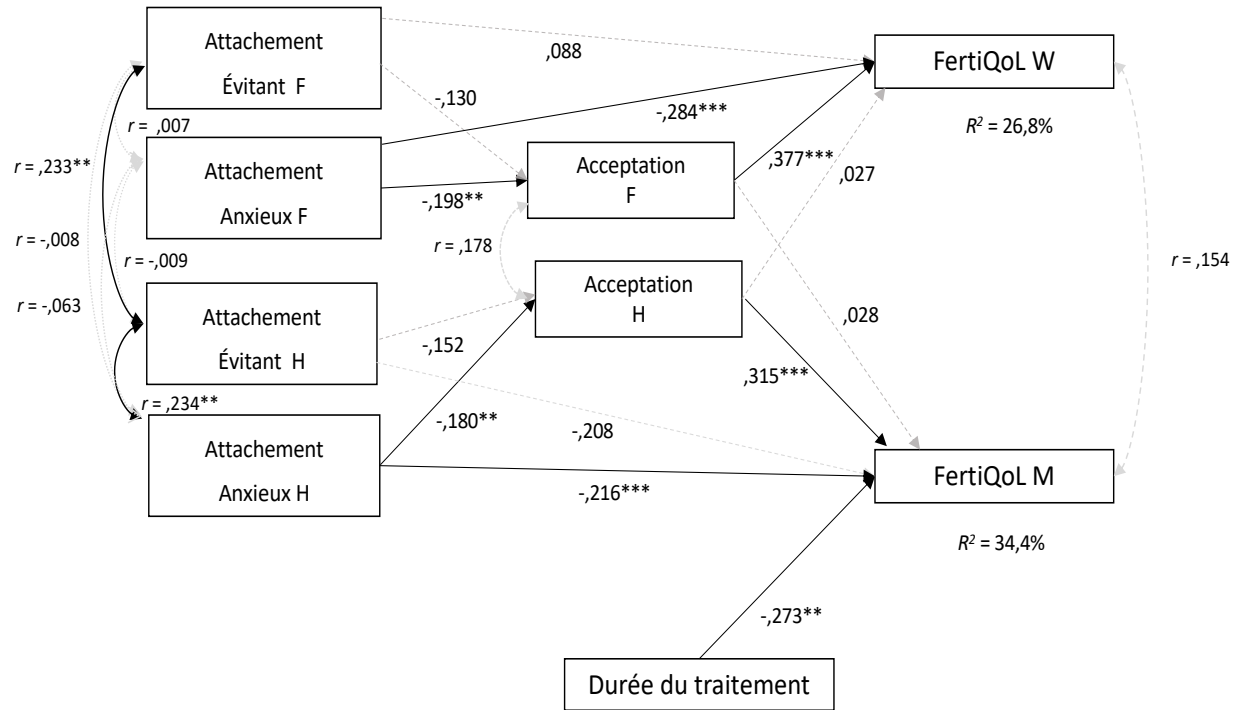 Attachement
Évitant F
,088
FertiQoL W
-,130
R² = 26,8%
-,284***
r = ,007
r = ,233**
Attachement
Anxieux F
-,198**
Acceptation
F
,377***
,027
r = -,008
r = -,009
r = ,178
r = ,154
r = -,063
Attachement
Évitant H
Acceptation
H
-,152
,028
,315***
r = ,234**
-,180**
-,208
Attachement
Anxieux H
-,216***
FertiQoL M
R² = 34,4%
-,273**
Durée du traitement